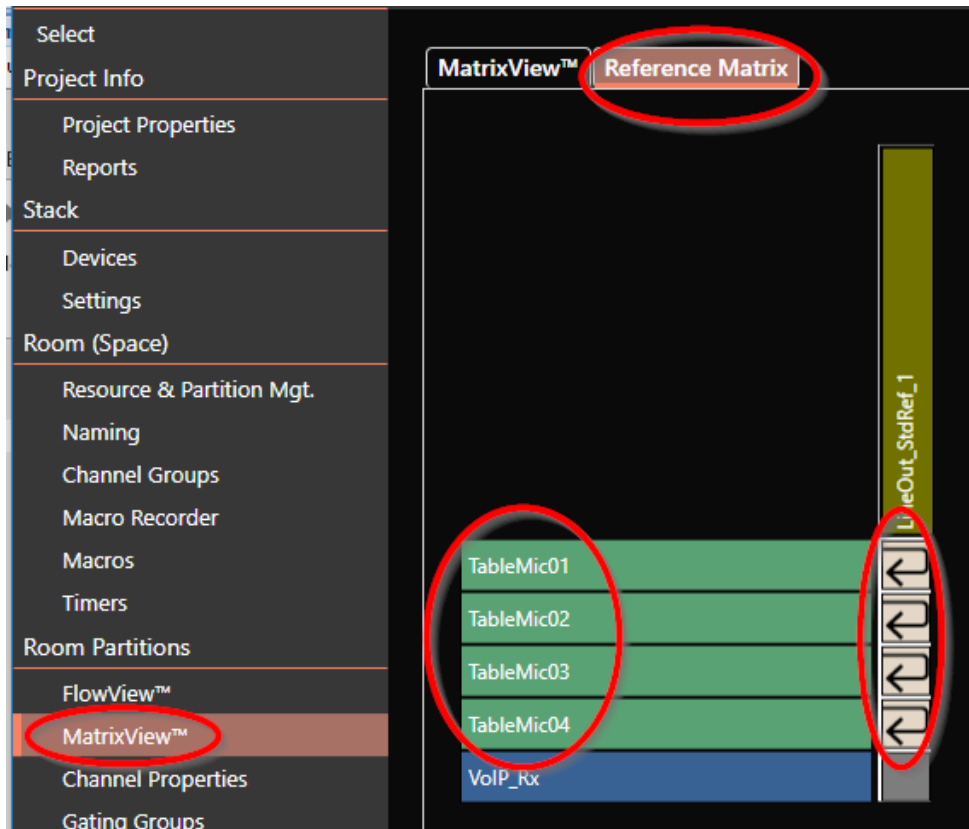 Select
Project Info
Project Properties
Reports
Stack
Devices
Settings
Room (Space)
Resource & Partition Mgt.
Naming
Channel Groups
Macro Recorder
Macros
Timers
Room Partitions
FlowView™
MatrixView™
Channel Properties
Gating Groups
MatrixView™
Reference Matrix
LineOut_StdRef_1
TableMic01
TableMic02
TableMic03
TableMic04
VoIP_Rx